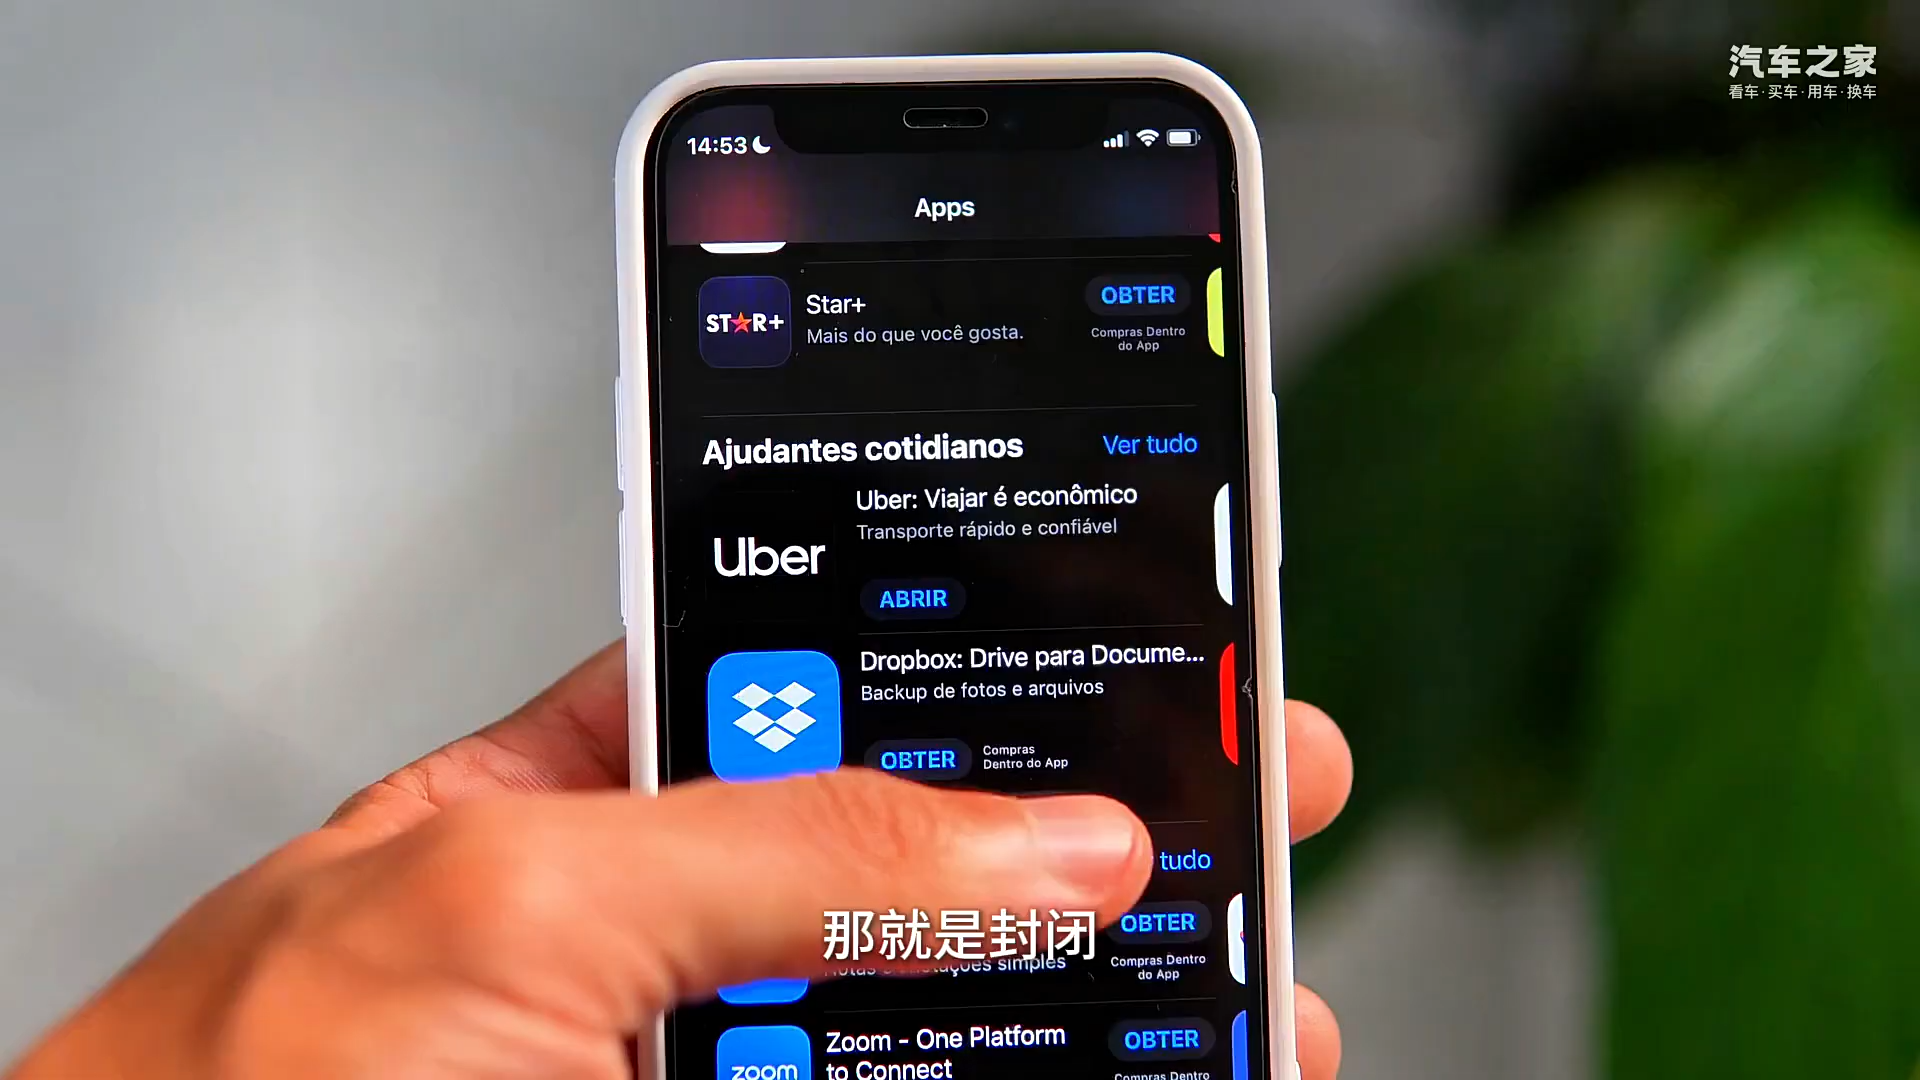 汽车之家
看车·买车·用车·换车
14:53
Apps
STAR+
Star+
Mais do que você gosta.
OBTER
Compras Dentro
do App
Ajudantes cotidianos
Ver tudo
Uber
Uber: Viajar é econômico
Transporte rápido e confiável
ABRIR
Dropbox: Drive para Docume...
Backup de fotos e arquivos
OBTER
Compras
Dentro do App
tudo
那就是封闭
simples
OBTER
Compras Dentro
do App
zoom
Zoom - One Platform
to Connect
OBTER
Compras Dentro